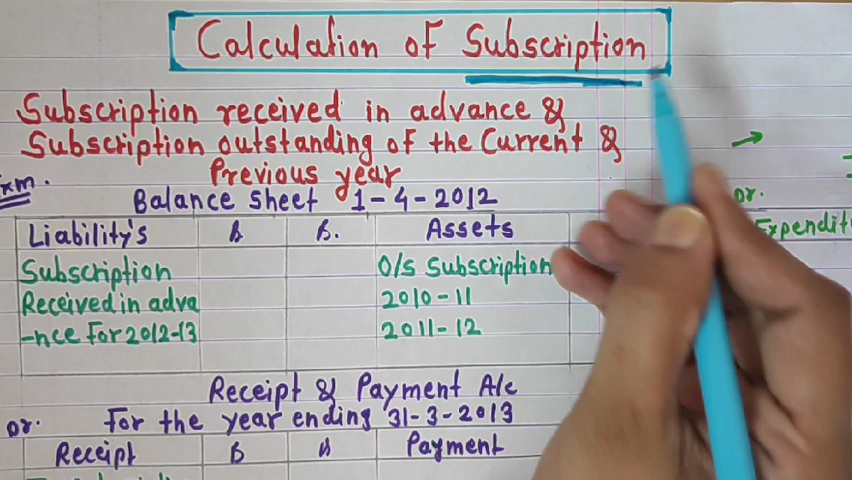 Calculation of Subscription
Subscription received in advance &
Subscription outstanding of the Current &
Previous year
Balance Sheet 1-4-2012
Liability's
Assets
Subscription
Received in adva
-nce For 2012-13
O/s Subscription
2010-11
2011-12
Receipt & Payment A/c
For the year ending 31-3-2013
Dr.
Receipt
Payment
Dr.